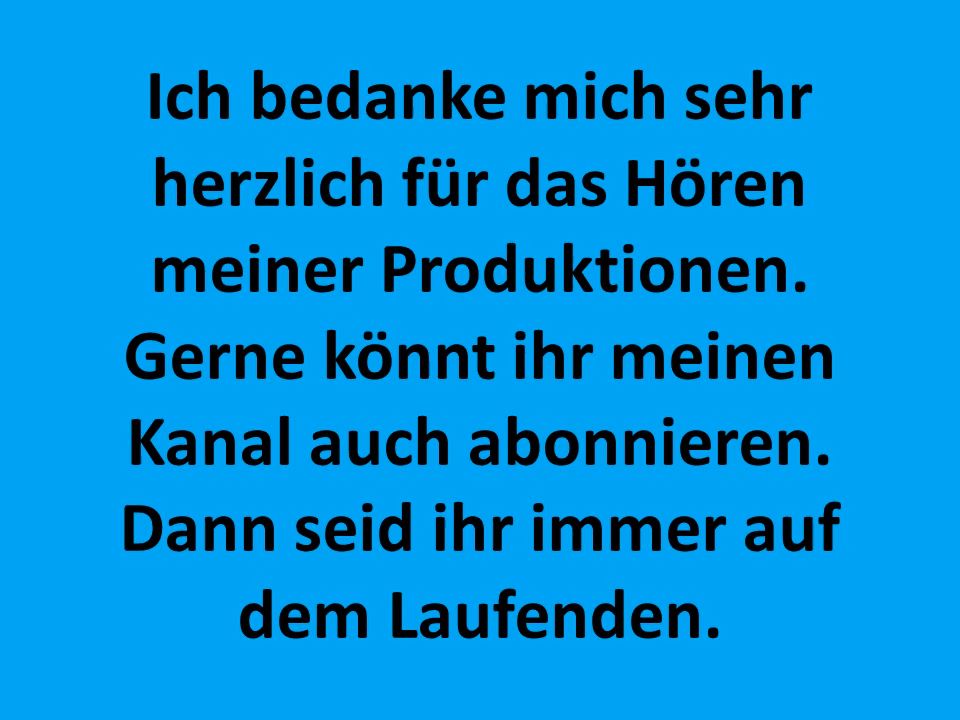 Ich bedanke mich sehr
herzlich für das Hören
meiner Produktionen.
Gerne könnt ihr meinen
Kanal auch abonnieren.
Dann seid ihr immer auf
dem Laufenden.